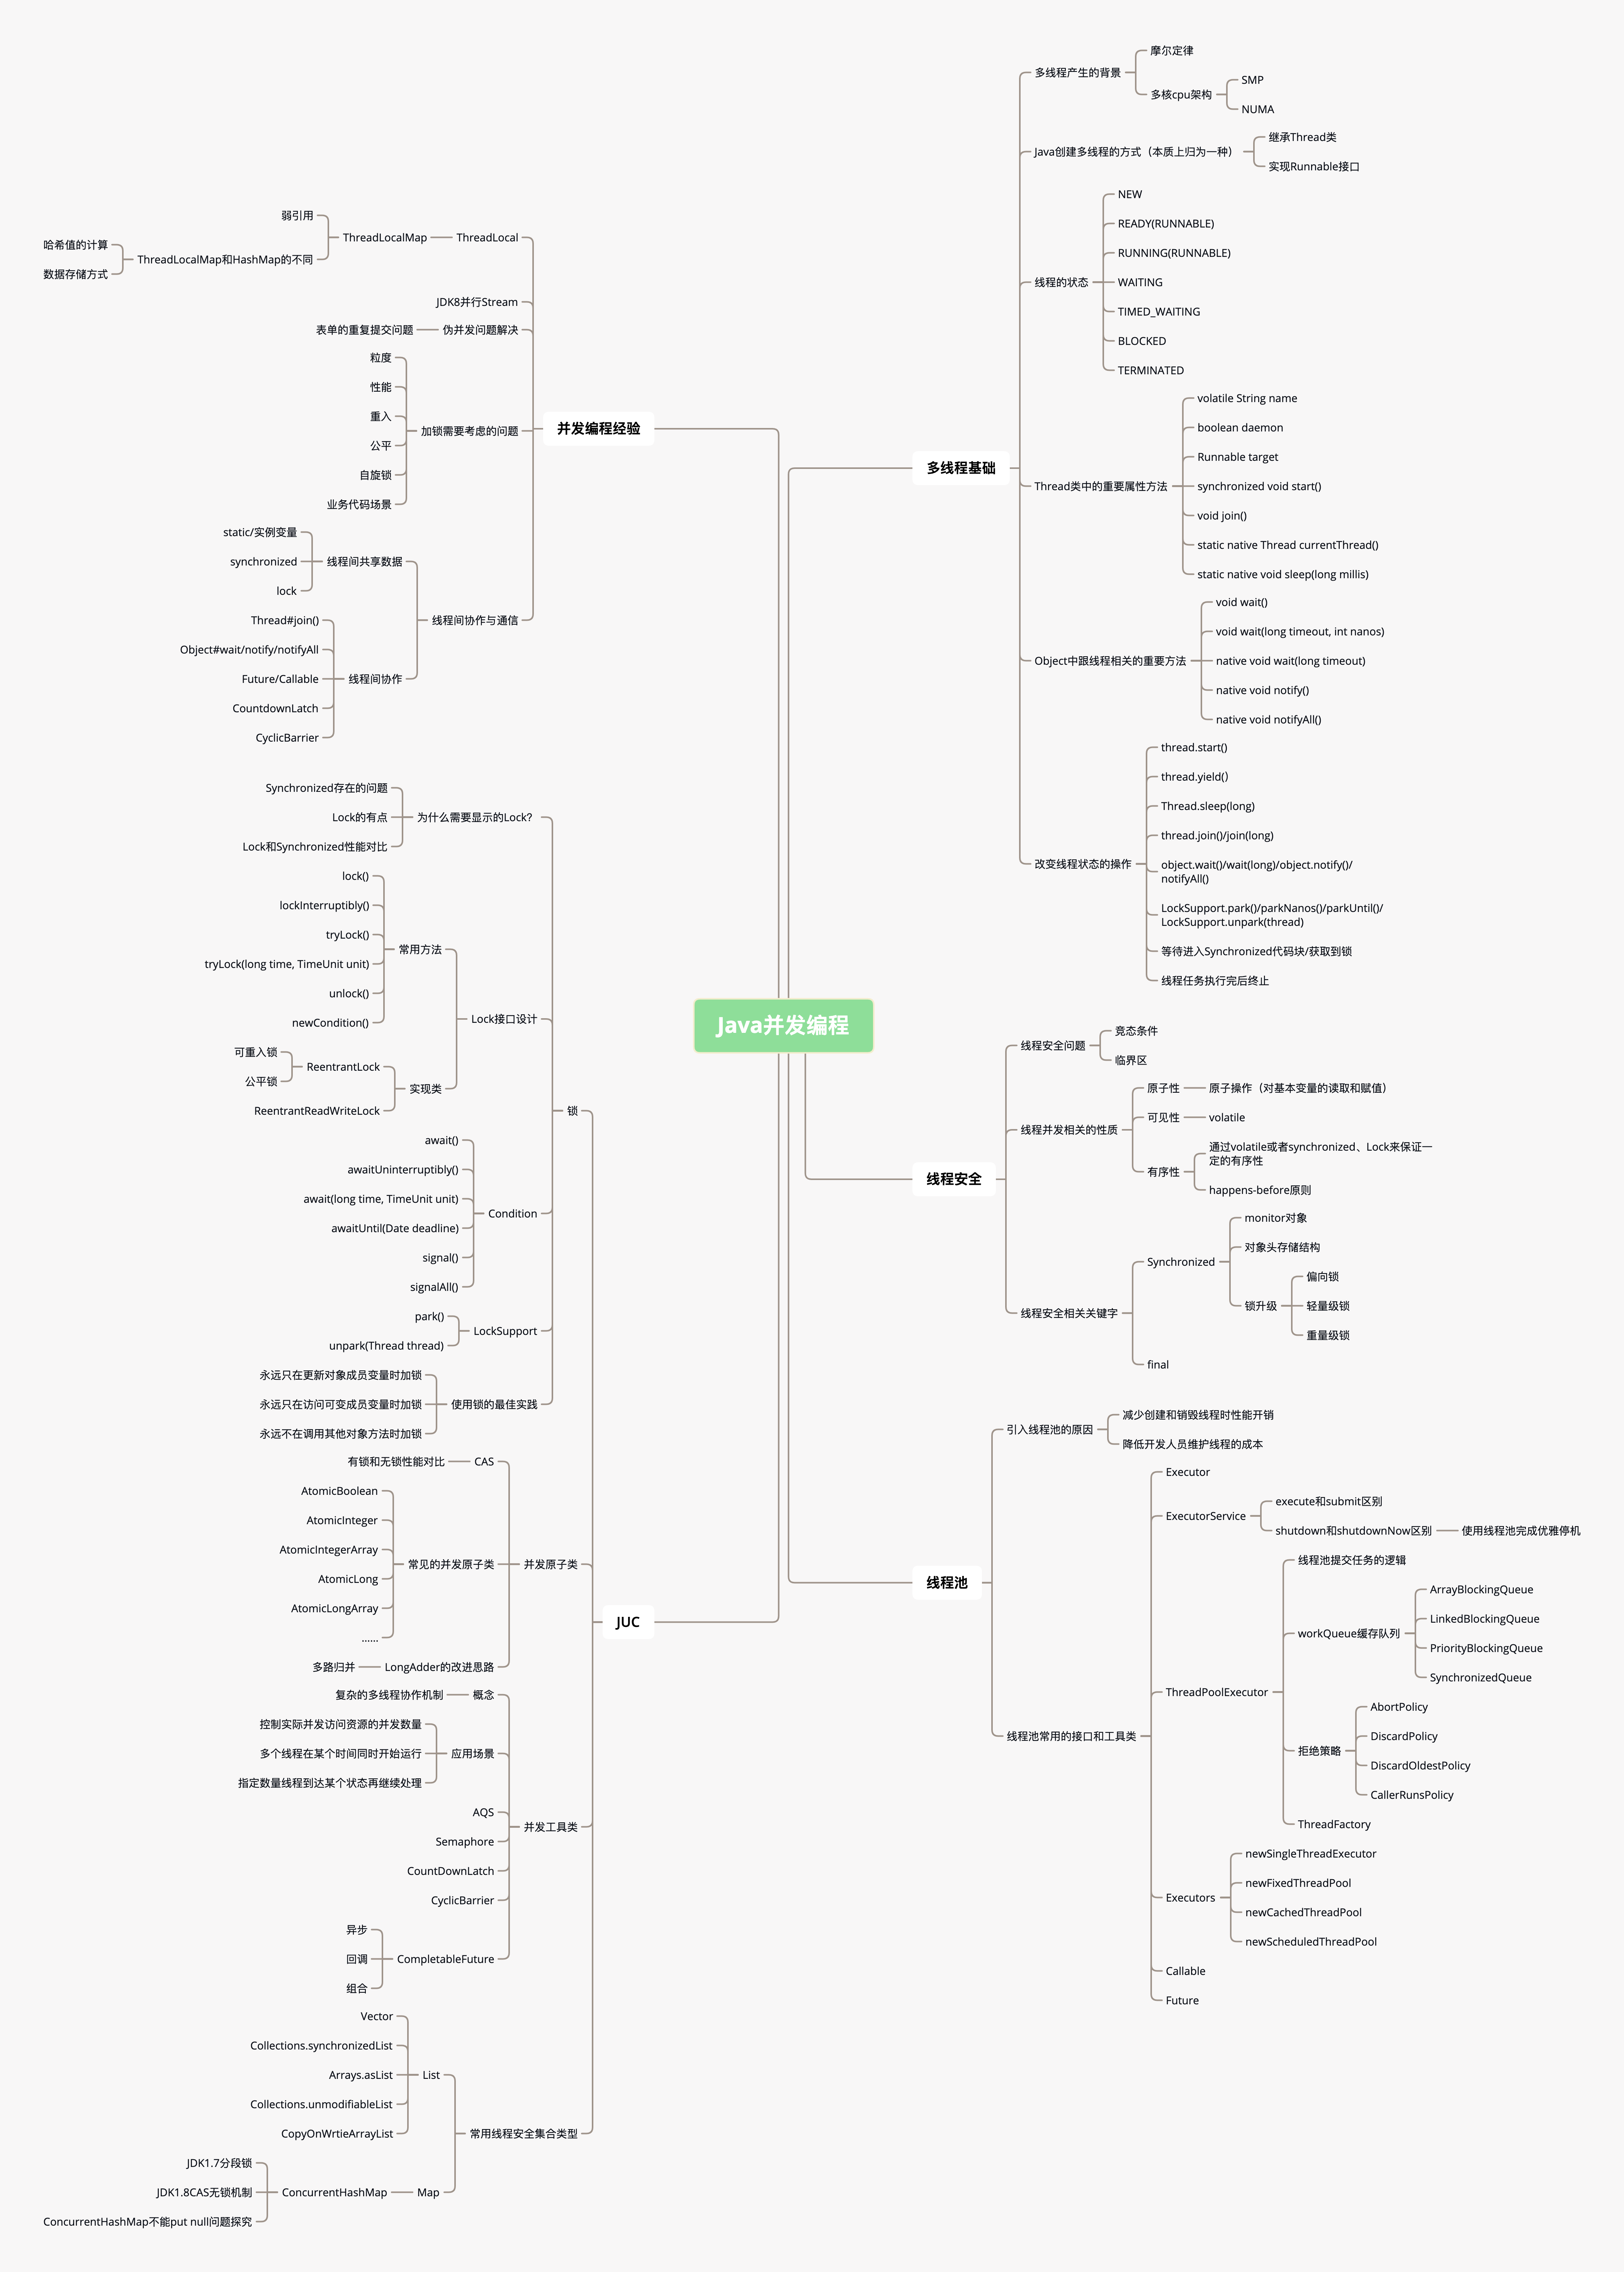 Java并发编程
多线程基础
多线程产生的背景
摩尔定律
多核cpu架构
SMP
NUMA
Java创建多线程的方式（本质上归为一种）
继承Thread类
实现Runnable接口
线程的状态
NEW
READY(RUNNABLE)
RUNNING(RUNNABLE)
WAITING
TIMED_WAITING
BLOCKED
TERMINATED
Thread类中的重要属性方法
volatile String name
boolean daemon
Runnable target
synchronized void start()
void join()
static native Thread currentThread()
static native void sleep(long millis)
Object中跟线程相关的重要方法
void wait()
void wait(long timeout, int nanos)
native void wait(long timeout)
native void notify()
native void notifyAll()
改变线程状态的操作
thread.start()
thread.yield()
Thread.sleep(long)
thread.join()/join(long)
object.wait()/wait(long)/object.notify()/
notifyAll()
LockSupport.park()/parkNanos()/parkUntil()/
LockSupport.unpark(thread)
等待进入Synchronized代码块/获取到锁
线程任务执行完后终止
线程安全
线程安全问题
竞态条件
临界区
线程并发相关的性质
原子性
原子操作（对基本变量的读取和赋值）
可见性
volatile
有序性
通过volatile或者synchronized、Lock来保证一
定的有序性
happens-before原则
线程安全相关关键字
Synchronized
monitor对象
对象头存储结构
锁升级
偏向锁
轻量级锁
重量级锁
final
线程池
引入线程池的原因
减少创建和销毁线程时性能开销
降低开发人员维护线程的成本
线程池常用的接口和工具类
Executor
ExecutorService
execute和submit区别
shutdown和shutdownNow区别
使用线程池完成优雅停机
ThreadPoolExecutor
线程池提交任务的逻辑
workQueue缓存队列
ArrayBlockingQueue
LinkedBlockingQueue
PriorityBlockingQueue
SynchronizedQueue
拒绝策略
AbortPolicy
DiscardPolicy
DiscardOldestPolicy
CallerRunsPolicy
ThreadFactory
Executors
newSingleThreadExecutor
newFixedThreadPool
newCachedThreadPool
newScheduledThreadPool
Callable
Future
并发编程经验
ThreadLocal
ThreadLocalMap
弱引用
ThreadLocalMap和HashMap的不同
哈希值的计算
数据存储方式
JDK8并行Stream
伪并发问题解决
表单的重复提交问题
加锁需要考虑的问题
粒度
性能
重入
公平
自旋锁
业务代码场景
线程间协作与通信
线程间共享数据
static/实例变量
synchronized
lock
线程间协作
Thread#join()
Object#wait/notify/notifyAll
Future/Callable
CountdownLatch
CyclicBarrier
JUC
锁
为什么需要显示的Lock？
Synchronized存在的问题
Lock的有点
Lock和Synchronized性能对比
Lock接口设计
常用方法
lock()
lockInterruptibly()
tryLock()
tryLock(long time, TimeUnit unit)
unlock()
newCondition()
实现类
ReentrantLock
可重入锁
公平锁
ReentrantReadWriteLock
Condition
await()
awaitUninterruptibly()
await(long time, TimeUnit unit)
awaitUntil(Date deadline)
signal()
signalAll()
LockSupport
park()
unpark(Thread thread)
使用锁的最佳实践
永远只在更新对象成员变量时加锁
永远只在访问可变成员变量时加锁
永远不在调用其他对象方法时加锁
并发原子类
CAS
有锁和无锁性能对比
常见的并发原子类
AtomicBoolean
AtomicInteger
AtomicIntegerArray
AtomicLong
AtomicLongArray
......
LongAdder的改进思路
多路归并
并发工具类
概念
复杂的多线程协作机制
应用场景
控制实际并发访问资源的并发数量
多个线程在某个时间同时开始运行
指定数量线程到达某个状态再继续处理
AQS
Semaphore
CountDownLatch
CyclicBarrier
CompletableFuture
异步
回调
组合
常用线程安全集合类型
List
Vector
Collections.synchronizedList
Arrays.asList
Collections.unmodifiableList
CopyOnWrtieArrayList
Map
ConcurrentHashMap
JDK1.7分段锁
JDK1.8CAS无锁机制
ConcurrentHashMap不能put null问题探究